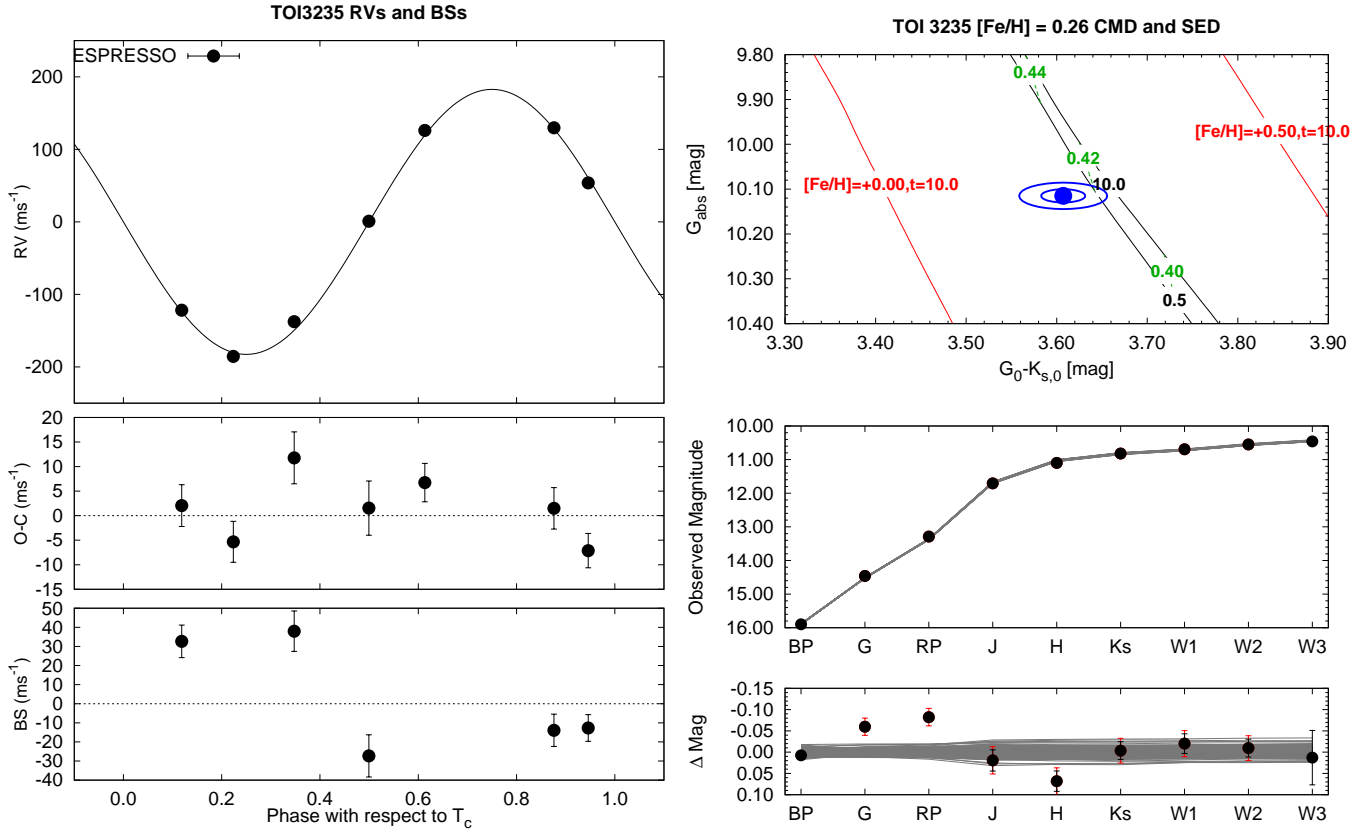 TOI3235 RVs and BSs
ESPRESSO
200
100
0
-100
-200
RV (ms-1)
20
15
10
5
0
-5
-10
-15
O-C (ms-1)
50
40
30
20
10
0
-10
-20
-30
-40
BS (ms-1)
0.0 0.2 0.4 0.6 0.8 1.0
Phase with respect to Tc
TOI 3235 [Fe/H] = 0.26 CMD and SED
9.80
9.90
10.00
10.10
10.20
10.30
10.40
Gabs [mag]
0.44
[Fe/H]=+0.50,t=10.0
0.42
[Fe/H]=+0.00,t=10.0
10.0
0.40
0.5
3.30 3.40 3.50 3.60 3.70 3.80 3.90
G0-Ks,0 [mag]
10.00
11.00
12.00
13.00
14.00
15.00
16.00
Observed Magnitude
BP G RP J H Ks W1 W2 W3
-0.15
-0.10
-0.05
0.00
0.05
0.10
Δ Mag
BP G RP J H Ks W1 W2 W3